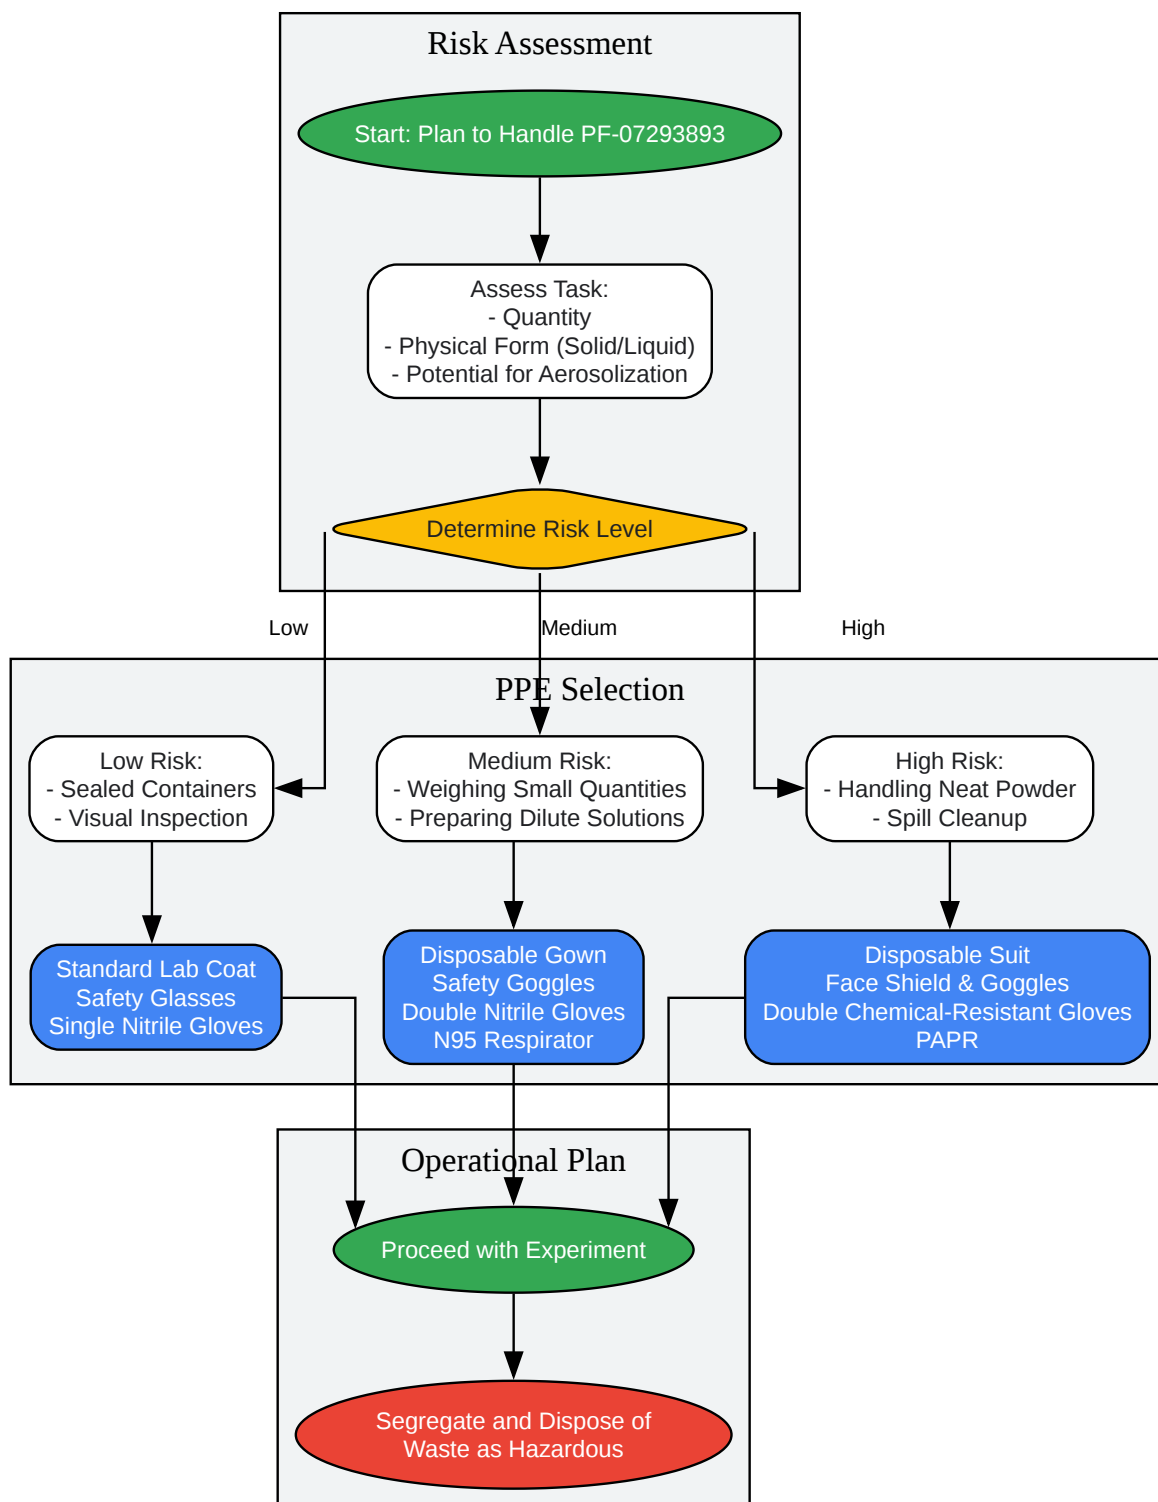 Risk Assessment
Start: Plan to Handle PF-07293893
Assess Task:
- Quantity
- Physical Form (Solid/Liquid)
- Potential for Aerosolization
Determine Risk Level
Low
Medium
High
PPE Selection
Low Risk:
- Sealed Containers
- Visual Inspection
Medium Risk:
- Weighing Small Quantities
- Preparing Dilute Solutions
High Risk:
- Handling Neat Powder
- Spill Cleanup
Standard Lab Coat
Safety Glasses
Single Nitrile Gloves
Disposable Gown
Safety Goggles
Double Nitrile Gloves
N95 Respirator
Disposable Suit
Face Shield & Goggles
Double Chemical-Resistant Gloves
PAPR
Operational Plan
Proceed with Experiment
Segregate and Dispose of
Waste as Hazardous